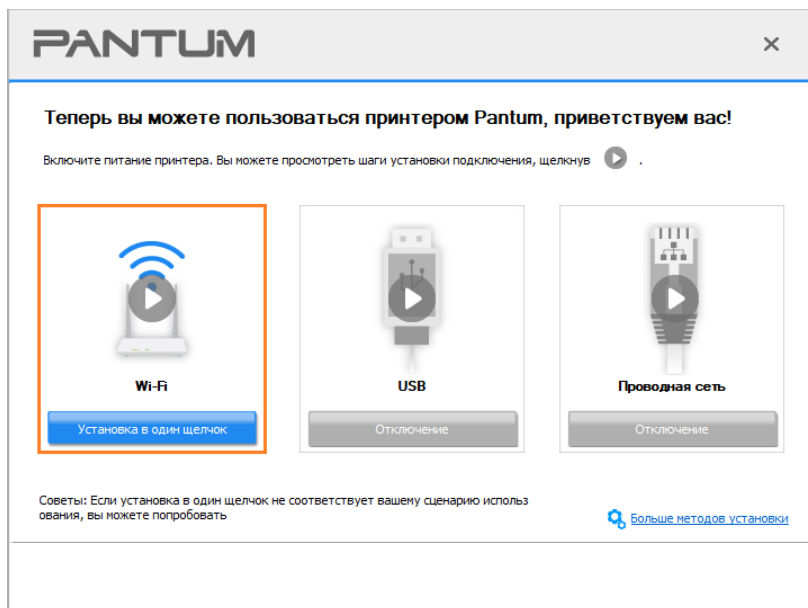 PANTUM
Теперь вы можете пользоваться принтером Pantum, приветствуем вас!
Включите питание принтера. Вы можете просмотреть шаги установки подключения, щелкнув .
Wi-Fi
USB
Проводная сеть
Установка в один щелчок
Отключение
Отключение
Советы: Если установка в один щелчок не соответствует вашему сценарию использ
ования, вы можете попробовать
Больше методов установки